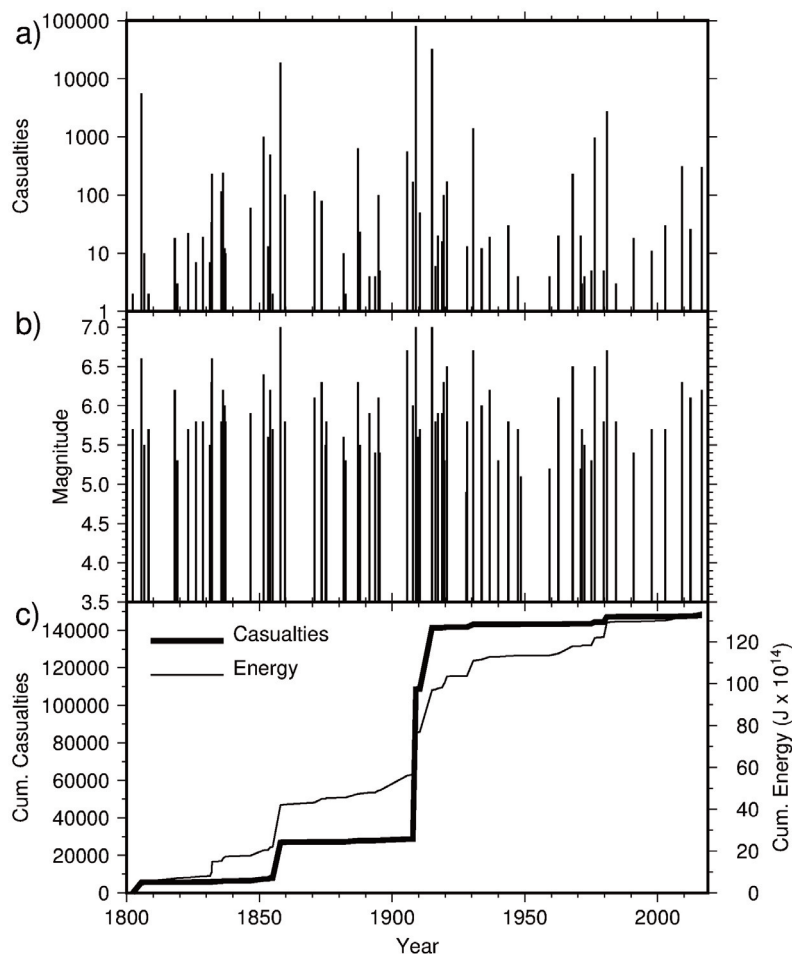 a)
100000
10000
1000
100
10
1
Casualties
b)
7.0
6.5
6.0
5.5
5.0
4.5
4.0
3.5
Magnitude
c)
140000
120000
100000
80000
60000
40000
20000
0
Cum. Casualties
Casualties
Energy
120
100
80
60
40
20
0
Cum. Energy (J x 10¹⁴)
1800 1850 1900 1950 2000
Year